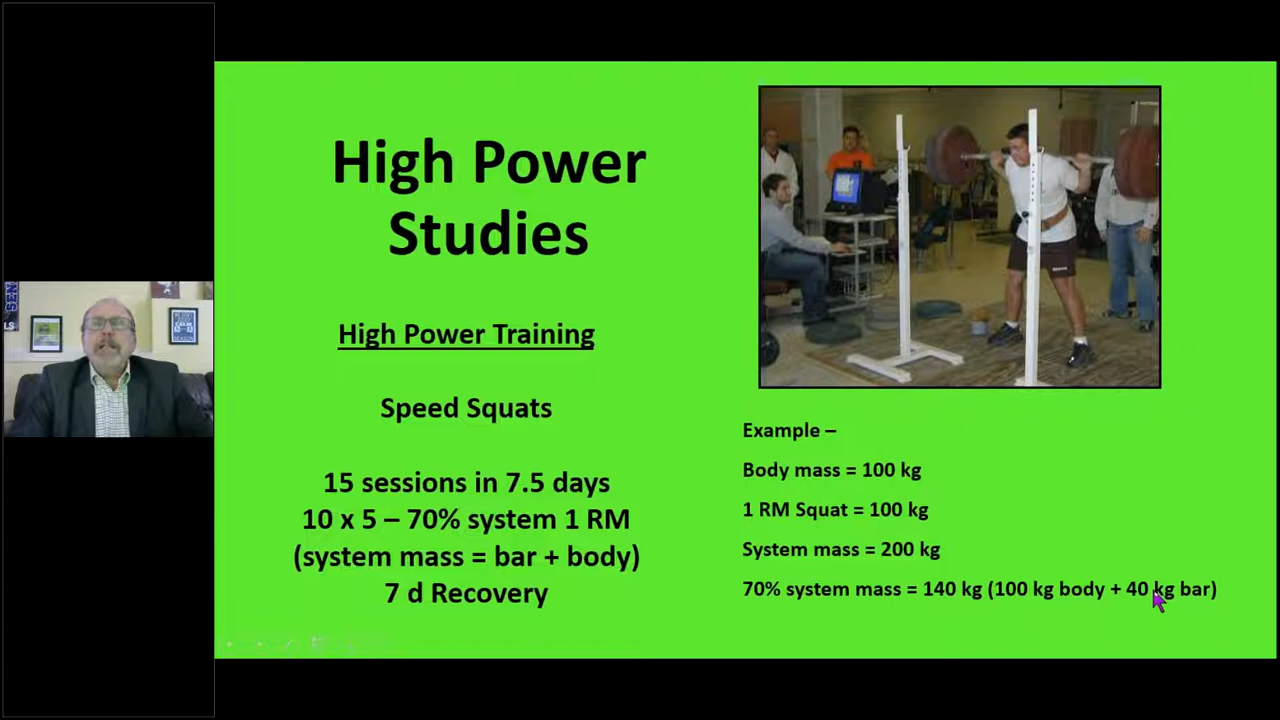 High Power
Studies
High Power Training
Speed Squats
15 sessions in 7.5 days
10 x 5 – 70% system 1 RM
(system mass = bar + body)
7 d Recovery
Example –
Body mass = 100 kg
1 RM Squat = 100 kg
System mass = 200 kg
70% system mass = 140 kg (100 kg body + 40 kg bar)